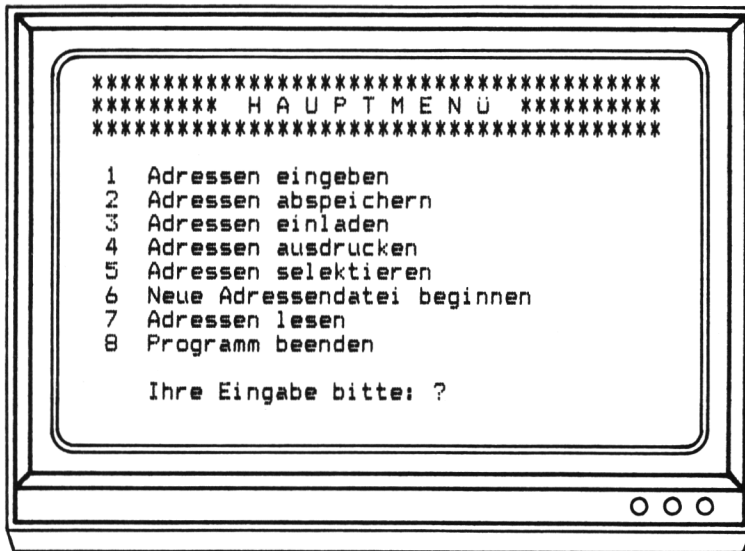 ****************************************
*********  H A U P T M E N Ü  **********
****************************************
1 Adressen eingeben
2 Adressen abspeichern
3 Adressen einladen
4 Adressen ausdrucken
5 Adressen selektieren
6 Neue Adressendatei beginnen
7 Adressen lesen
8 Programm beenden
Ihre Eingabe bitte: ?